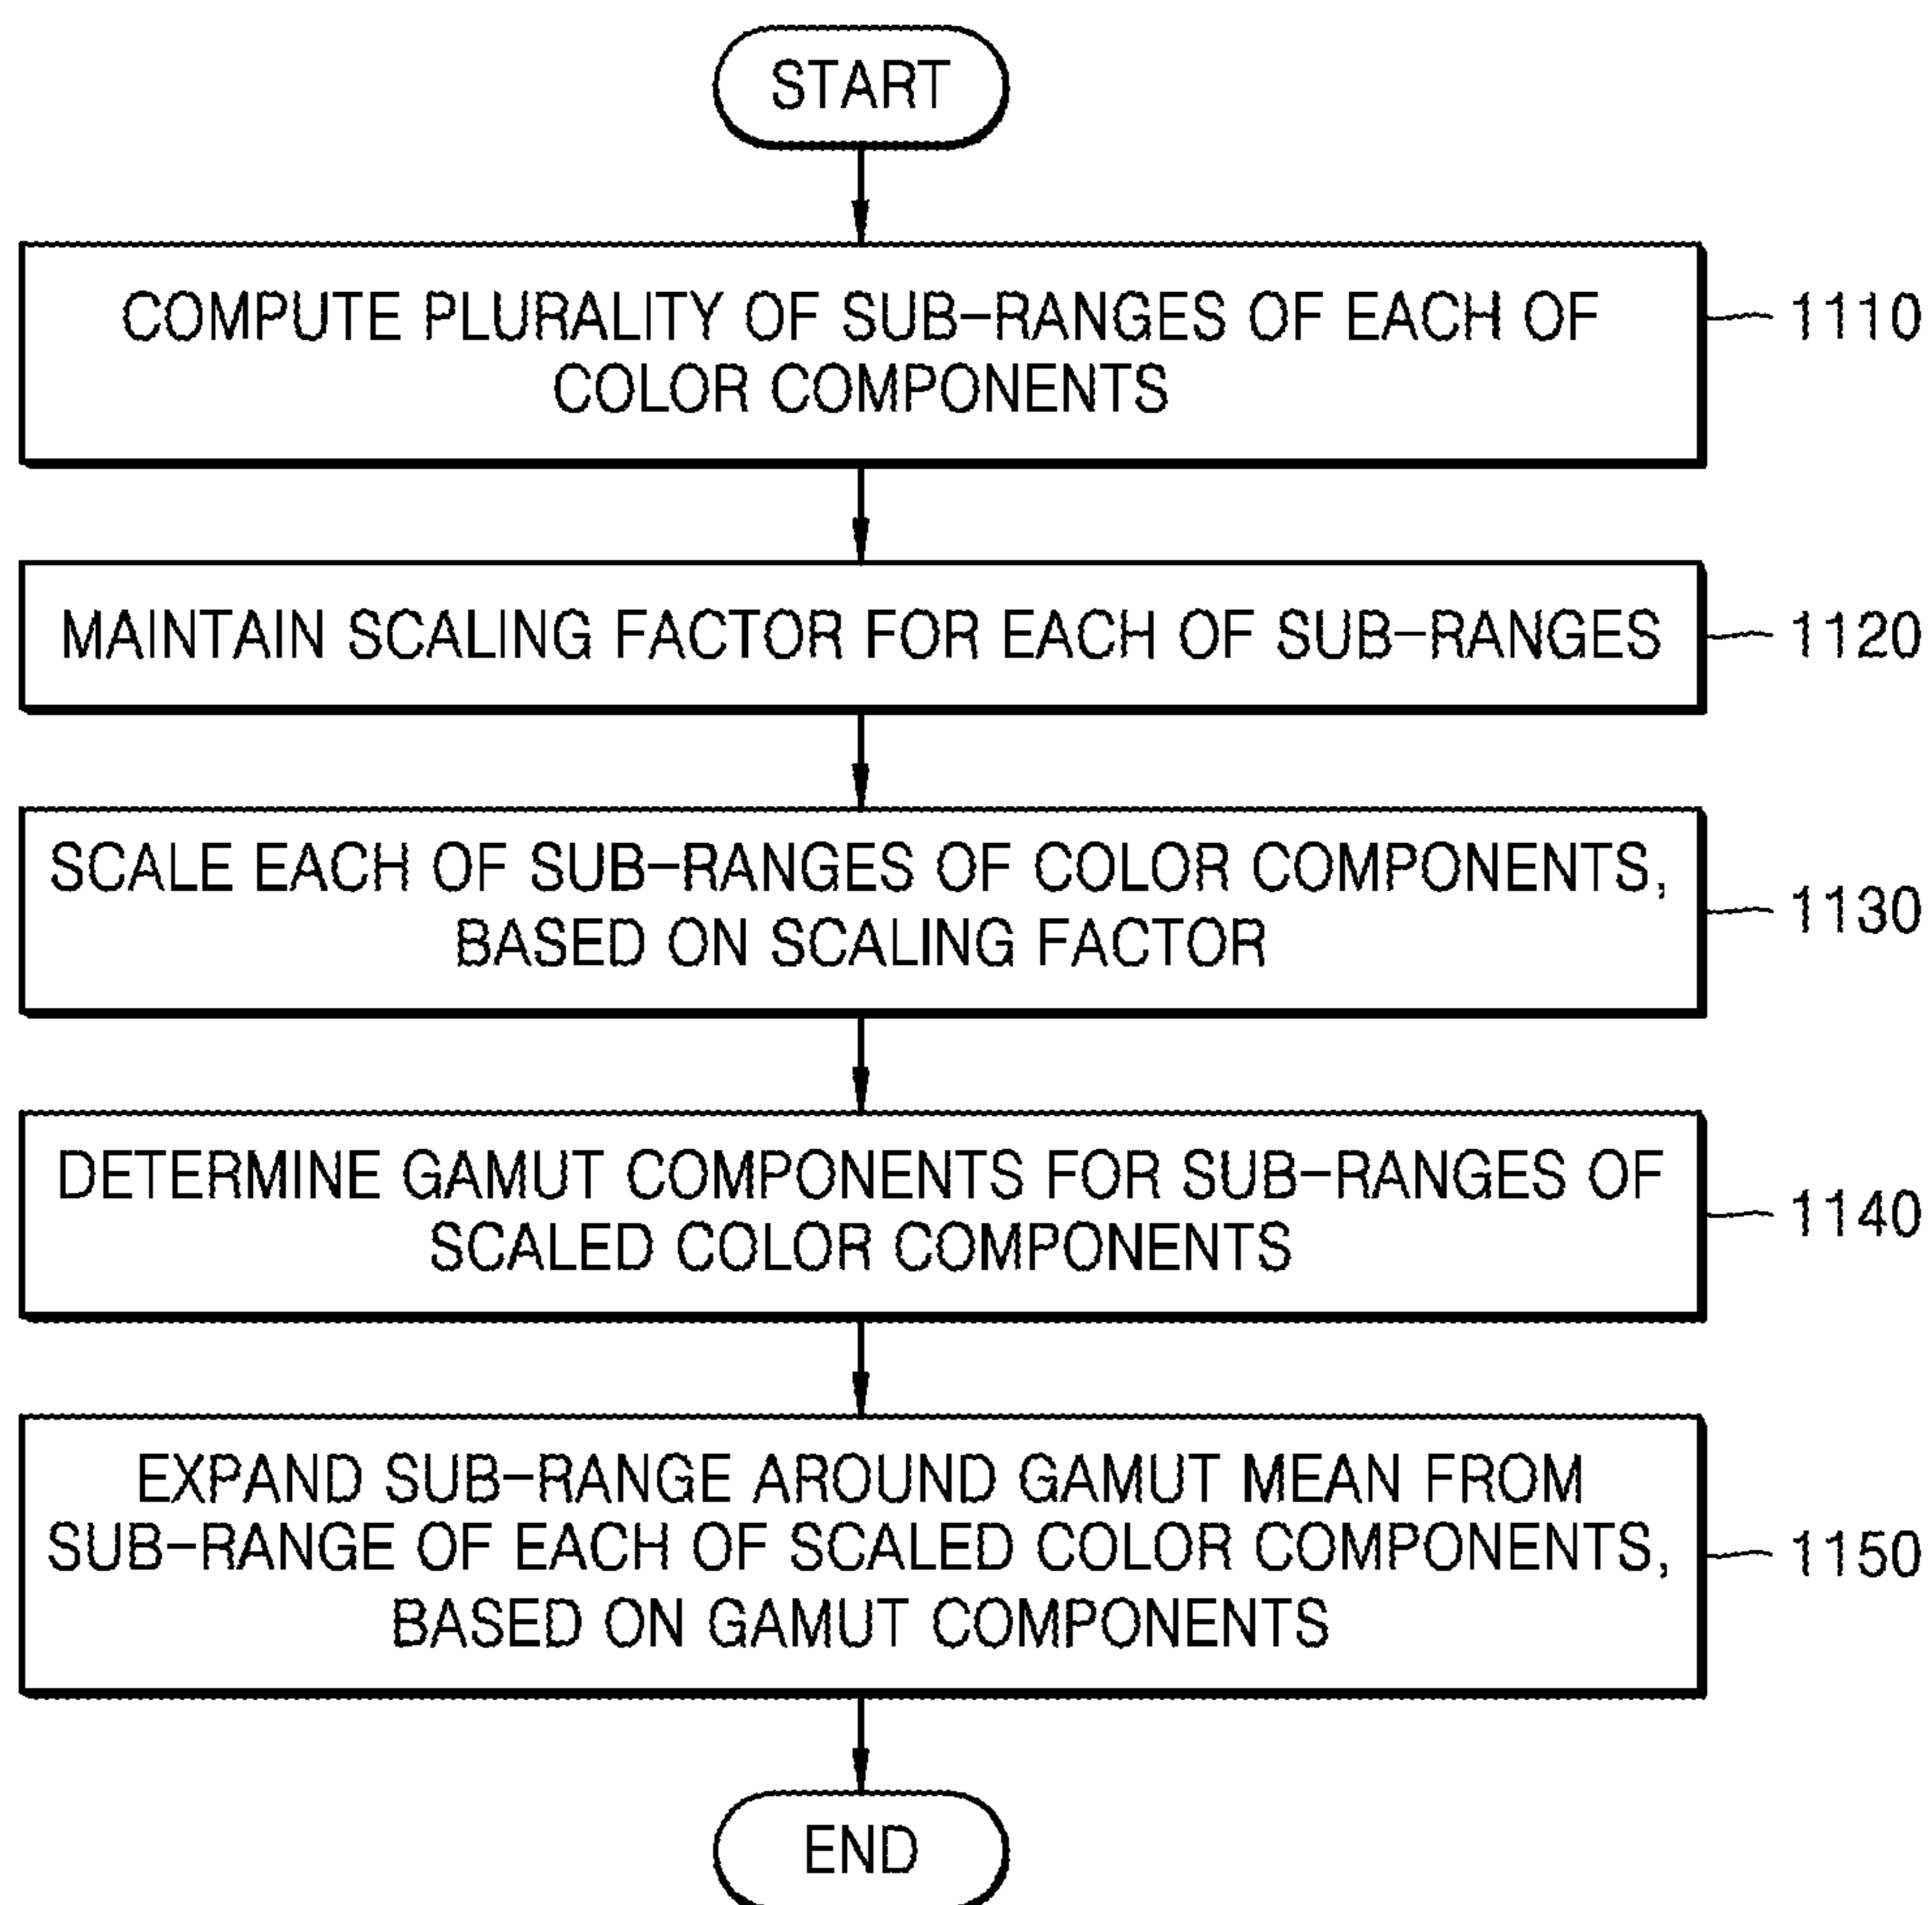 START
COMPUTE PLURALITY OF SUB-RANGES OF EACH OF
COLOR COMPONENTS
1110
MAINTAIN SCALING FACTOR FOR EACH OF SUB-RANGES
1120
SCALE EACH OF SUB-RANGES OF COLOR COMPONENTS,
BASED ON SCALING FACTOR
1130
DETERMINE GAMUT COMPONENTS FOR SUB-RANGES OF
SCALED COLOR COMPONENTS
1140
EXPAND SUB-RANGE AROUND GAMUT MEAN FROM
SUB-RANGE OF EACH OF SCALED COLOR COMPONENTS,
BASED ON GAMUT COMPONENTS
1150
END